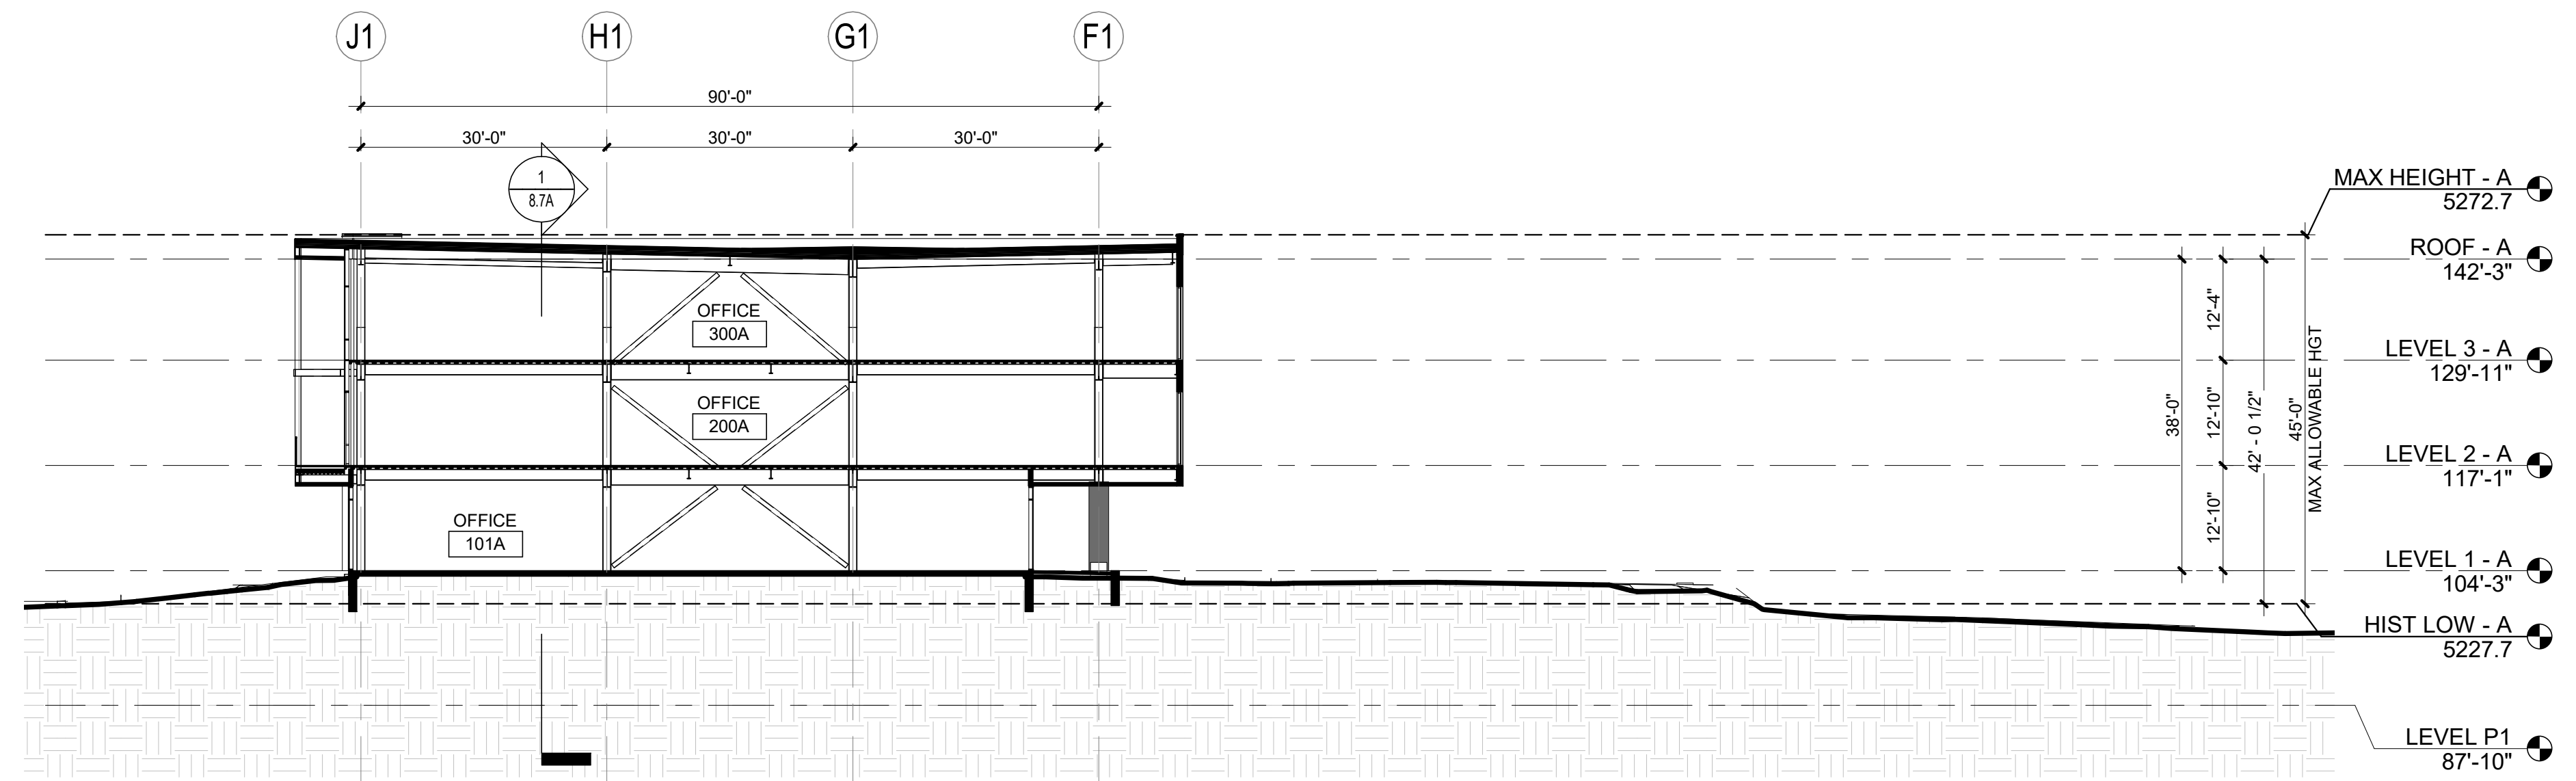 J1
H1
G1
F1
90'-0"
30'-0"
30'-0"
30'-0"
1
8.7A
MAX HEIGHT - A
5272.7
ROOF - A
142'-3"
12'-4"
OFFICE
300A
LEVEL 3 - A
129'-11"
38'-0"
12'-10"
42' - 0 1/2"
45'-0"
MAX ALLOWABLE HGT
OFFICE
200A
LEVEL 2 - A
117'-1"
12'-10"
OFFICE
101A
LEVEL 1 - A
104'-3"
HIST LOW - A
5227.7
LEVEL P1
87'-10"